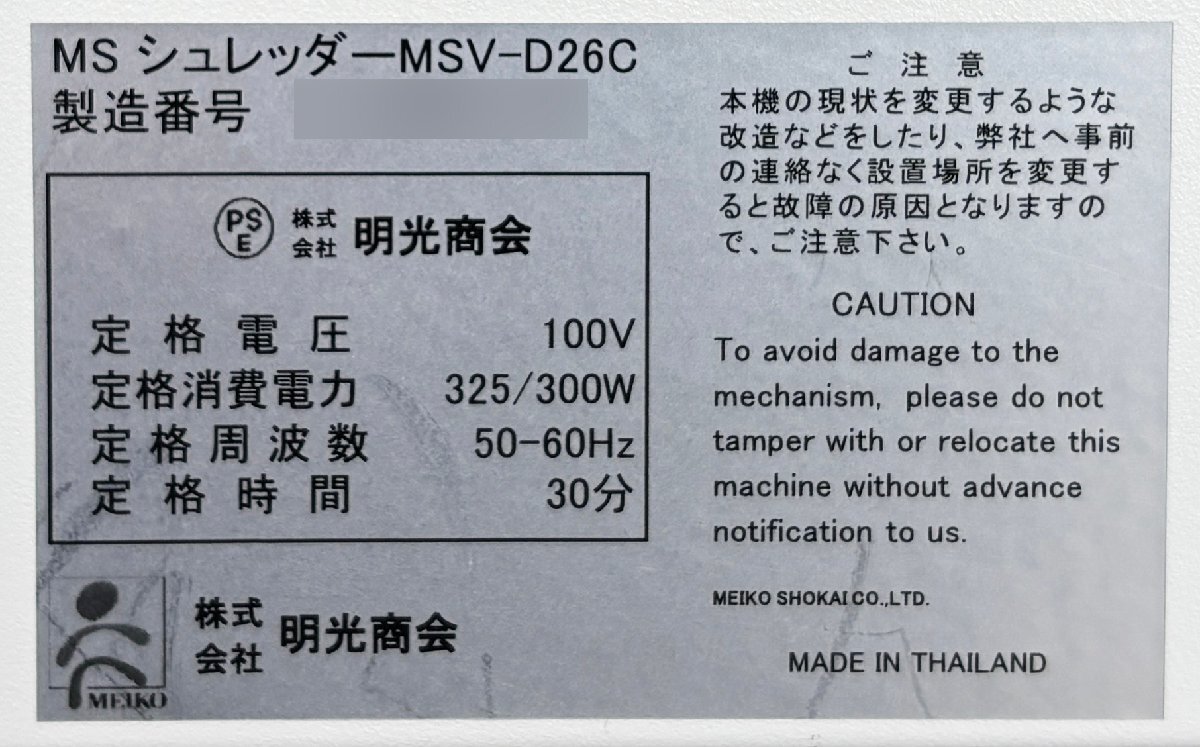 MS シュレッダーMSV-D26C
製造番号
PS
E
株式
会社 明光商会
定格電圧 100V
定格消費電力 325/300W
定格周波数 50-60Hz
定格時間 30分
MEIKO
株式
会社 明光商会
ご注意
本機の現状を変更するような
改造などをしたり、弊社へ事前
の連絡なく設置場所を変更す
ると故障の原因となりますの
で、ご注意下さい。
CAUTION
To avoid damage to the
mechanism, please do not
tamper with or relocate this
machine without advance
notification to us.
MEIKO SHOKAI CO.,LTD.
MADE IN THAILAND